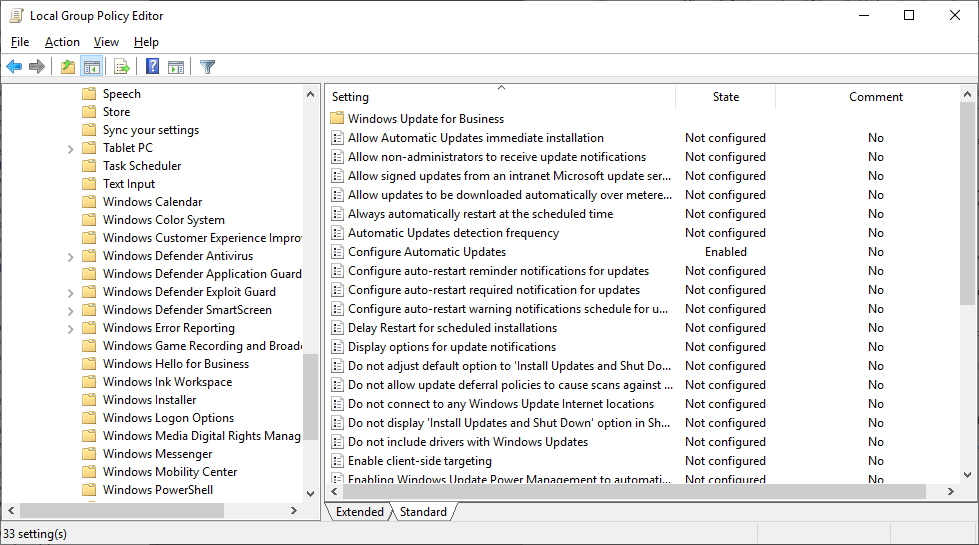 Local Group Policy Editor
File Action View Help
Speech
Store
Sync your settings
Tablet PC
Task Scheduler
Text Input
Windows Calendar
Windows Color System
Windows Customer Experience Impro
Windows Defender Antivirus
Windows Defender Application Guard
Windows Defender Exploit Guard
Windows Defender SmartScreen
Windows Error Reporting
Windows Game Recording and Broad
Windows Hello for Business
Windows Ink Workspace
Windows Installer
Windows Logon Options
Windows Media Digital Rights Manag
Windows Messenger
Windows Mobility Center
Windows PowerShell
Setting State Comment
Windows Update for Business
Allow Automatic Updates immediate installation Not configured No
Allow non-administrators to receive update notifications Not configured No
Allow signed updates from an intranet Microsoft update ser... Not configured No
Allow updates to be downloaded automatically over metere... Not configured No
Always automatically restart at the scheduled time Not configured No
Automatic Updates detection frequency Not configured No
Configure Automatic Updates Enabled No
Configure auto-restart reminder notifications for updates Not configured No
Configure auto-restart required notification for updates Not configured No
Configure auto-restart warning notifications schedule for u... Not configured No
Delay Restart for scheduled installations Not configured No
Display options for update notifications Not configured No
Do not adjust default option to 'Install Updates and Shut Do... Not configured No
Do not allow update deferral policies to cause scans against ... Not configured No
Do not connect to any Windows Update Internet locations Not configured No
Do not display 'Install Updates and Shut Down' option in Sh... Not configured No
Do not include drivers with Windows Updates Not configured No
Enable client-side targeting Not configured No
Enabling Windows Update Power Management to automati... Not configured No
Extended Standard
33 setting(s)